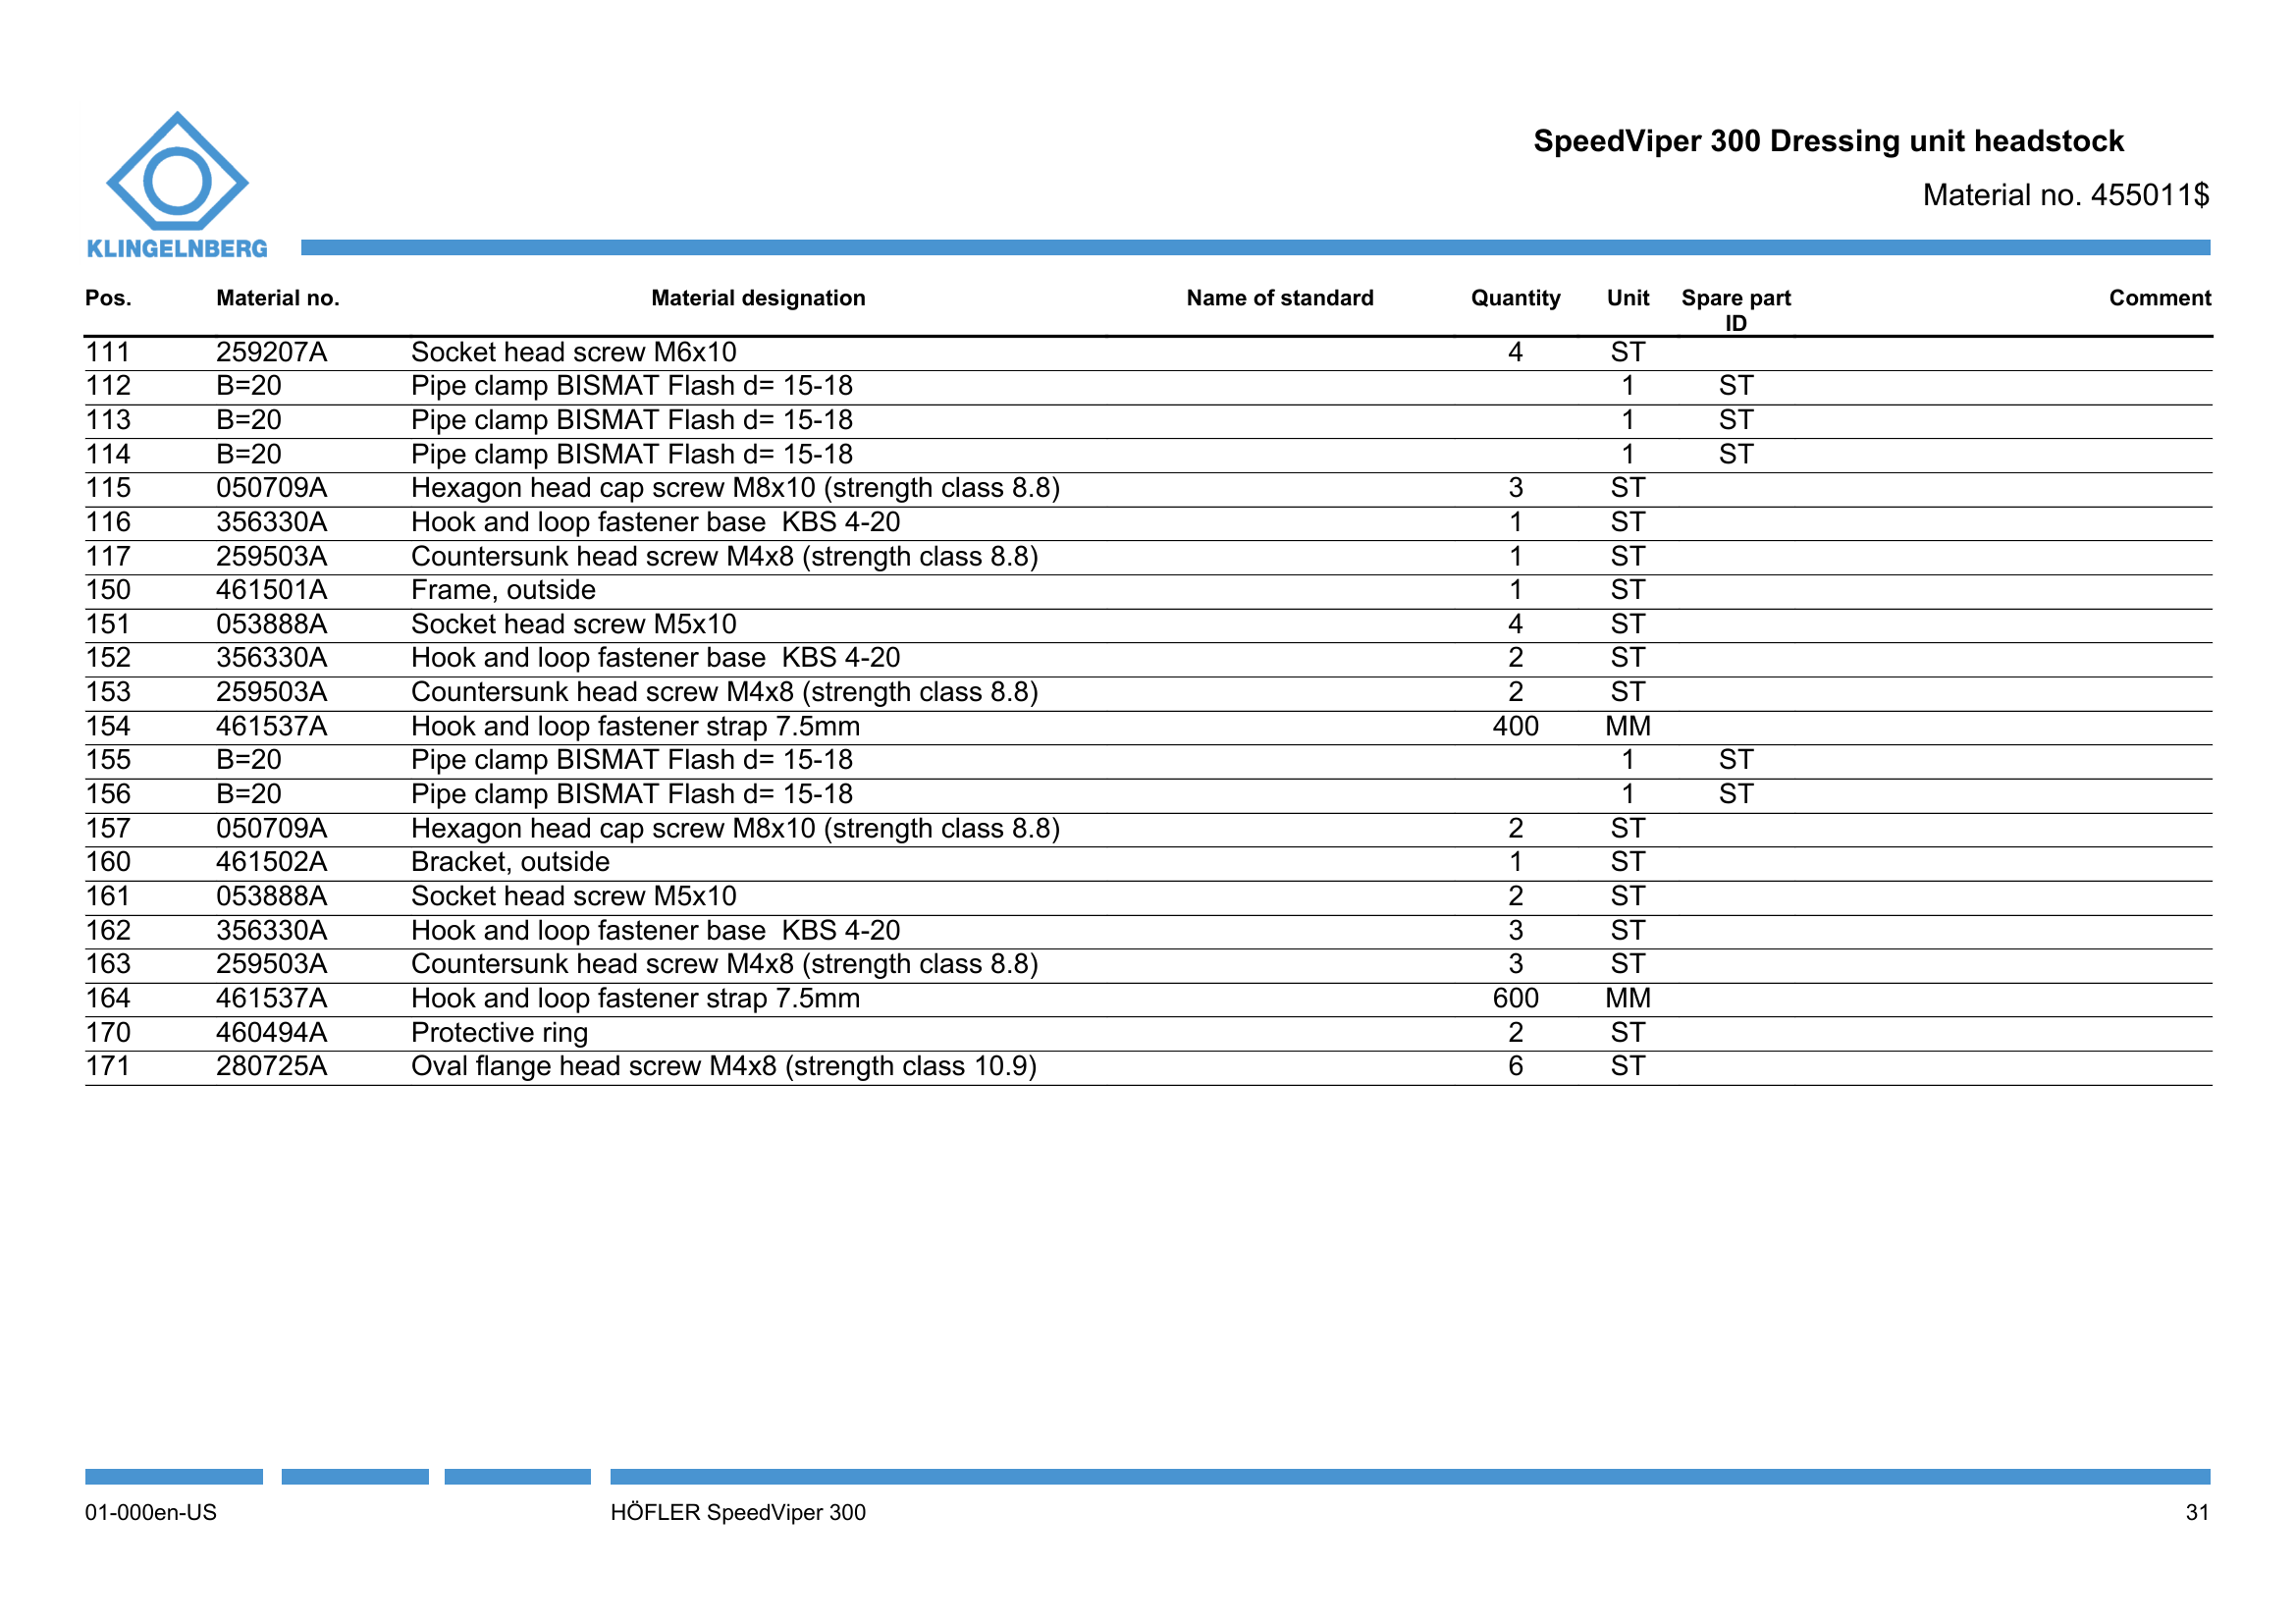 KLINGELNBERG
SpeedViper 300 Dressing unit headstock
Material no. 455011$
Pos. Material no. Material designation Name of standard Quantity Unit Spare part ID Comment
111 259207A Socket head screw M6x10 4 ST
112 B=20 Pipe clamp BISMAT Flash d= 15-18 1 ST
113 B=20 Pipe clamp BISMAT Flash d= 15-18 1 ST
114 B=20 Pipe clamp BISMAT Flash d= 15-18 1 ST
115 050709A Hexagon head cap screw M8x10 (strength class 8.8) 3 ST
116 356330A Hook and loop fastener base  KBS 4-20 1 ST
117 259503A Countersunk head screw M4x8 (strength class 8.8) 1 ST
150 461501A Frame, outside 1 ST
151 053888A Socket head screw M5x10 4 ST
152 356330A Hook and loop fastener base  KBS 4-20 2 ST
153 259503A Countersunk head screw M4x8 (strength class 8.8) 2 ST
154 461537A Hook and loop fastener strap 7.5mm 400 MM
155 B=20 Pipe clamp BISMAT Flash d= 15-18 1 ST
156 B=20 Pipe clamp BISMAT Flash d= 15-18 1 ST
157 050709A Hexagon head cap screw M8x10 (strength class 8.8) 2 ST
160 461502A Bracket, outside 1 ST
161 053888A Socket head screw M5x10 2 ST
162 356330A Hook and loop fastener base  KBS 4-20 3 ST
163 259503A Countersunk head screw M4x8 (strength class 8.8) 3 ST
164 461537A Hook and loop fastener strap 7.5mm 600 MM
170 460494A Protective ring 2 ST
171 280725A Oval flange head screw M4x8 (strength class 10.9) 6 ST
01-000en-US HÖFLER SpeedViper 300 31